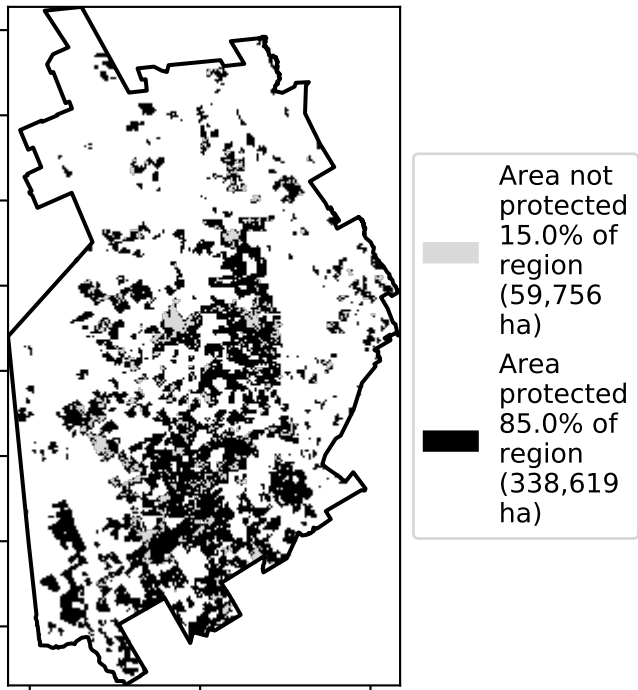 Area not
protected
15.0% of
region
(59,756
ha)
Area
protected
85.0% of
region
(338,619
ha)